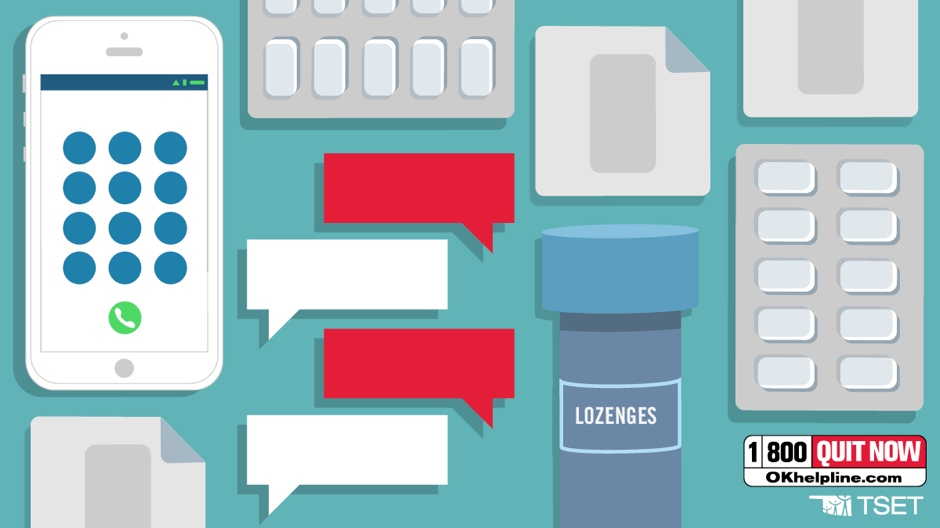 LOZENGES
1 800 QUIT NOW
OKhelpline.com
TSET